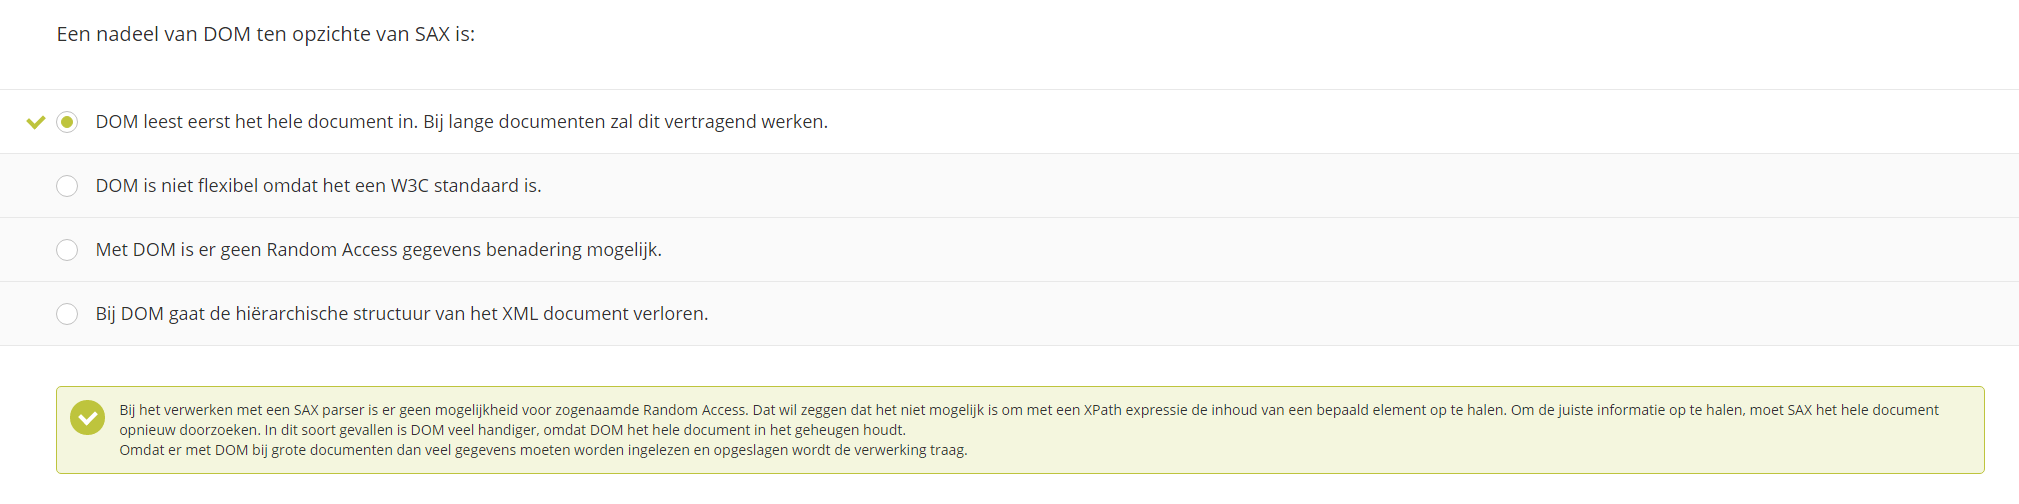 Een nadeel van DOM ten opzichte van SAX is:
DOM leest eerst het hele document in. Bij lange documenten zal dit vertragend werken.
DOM is niet flexibel omdat het een W3C standaard is.
Met DOM is er geen Random Access gegevens benadering mogelijk.
Bij DOM gaat de hiërarchische structuur van het XML document verloren.
Bij het verwerken met een SAX parser is er geen mogelijkheid voor zogenaamde Random Access. Dat wil zeggen dat het niet mogelijk is om met een XPath expressie de inhoud van een bepaald element op te halen. Om de juiste informatie op te halen, moet SAX het hele document
opnieuw doorzoeken. In dit soort gevallen is DOM veel handiger, omdat DOM het hele document in het geheugen houdt.
Omdat er met DOM bij grote documenten dan veel gegevens moeten worden ingelezen en opgeslagen wordt de verwerking traag.